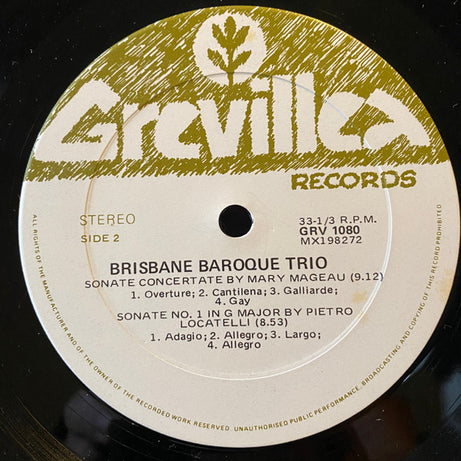 Grevillea
RECORDS
STEREO
SIDE 2
33-1/3 R.P.M.
GRV 1080
MX198272
BRISBANE BAROQUE TRIO
SONATE CONCERTATE BY MARY MAGEAU (9.12)
1. Overture; 2. Cantilena; 3. Galliarde;
4. Gay
SONATE NO. 1 IN G MAJOR BY PIETRO
LOCATELLI (8.53)
1. Adagio; 2. Allegro; 3. Largo;
4. Allegro
ALL RIGHTS OF THE MANUFACTURER AND OF THE OWNER OF THE RECORDED WORK RESERVED. UNAUTHORISED PUBLIC PERFORMANCE, BROADCASTING AND COPYING OF THIS RECORD PROHIBITED